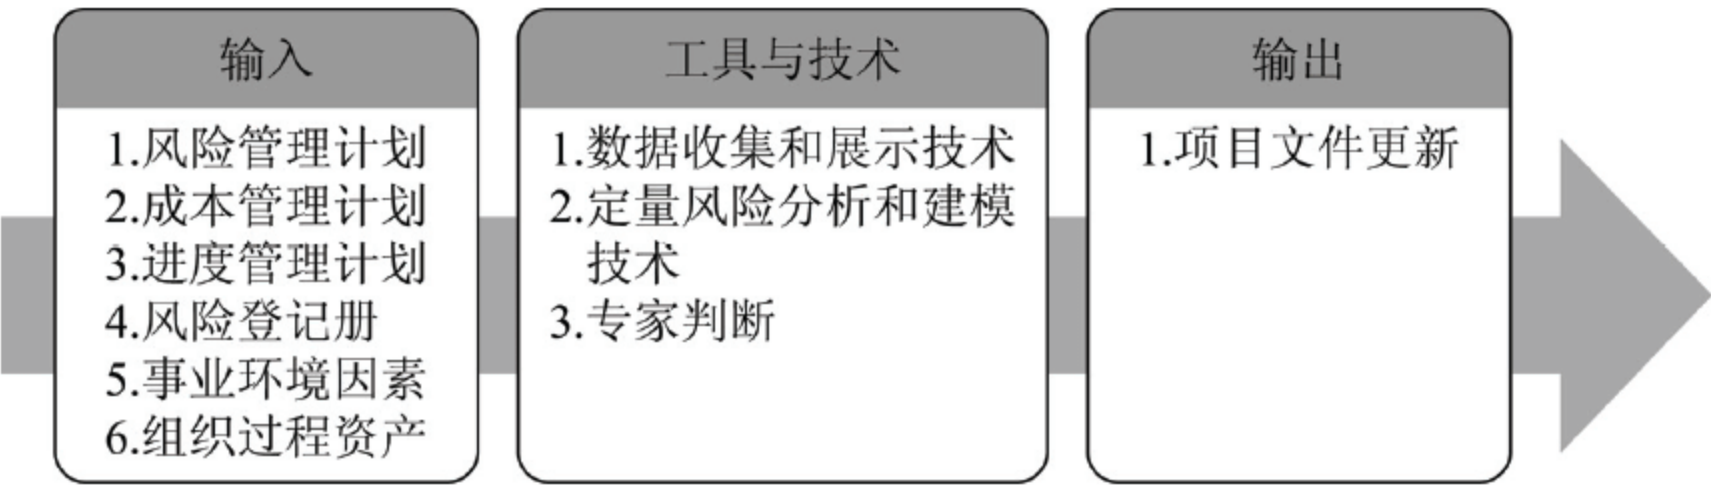 输入
1.风险管理计划
2.成本管理计划
3.进度管理计划
4.风险登记册
5.事业环境因素
6.组织过程资产
工具与技术
1.数据收集和展示技术
2.定量风险分析和建模
技术
3.专家判断
输出
1.项目文件更新